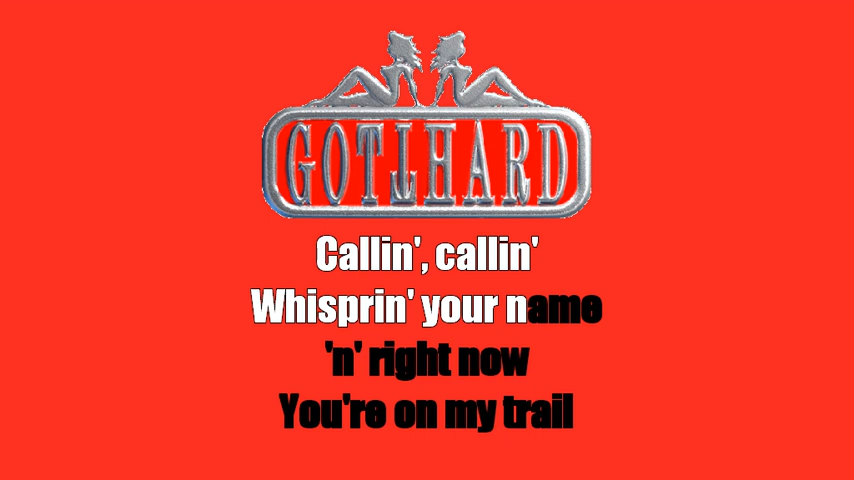 GOTTHARD
Callin', callin'
Whisprin' your name
'n' right now
You're on my trail